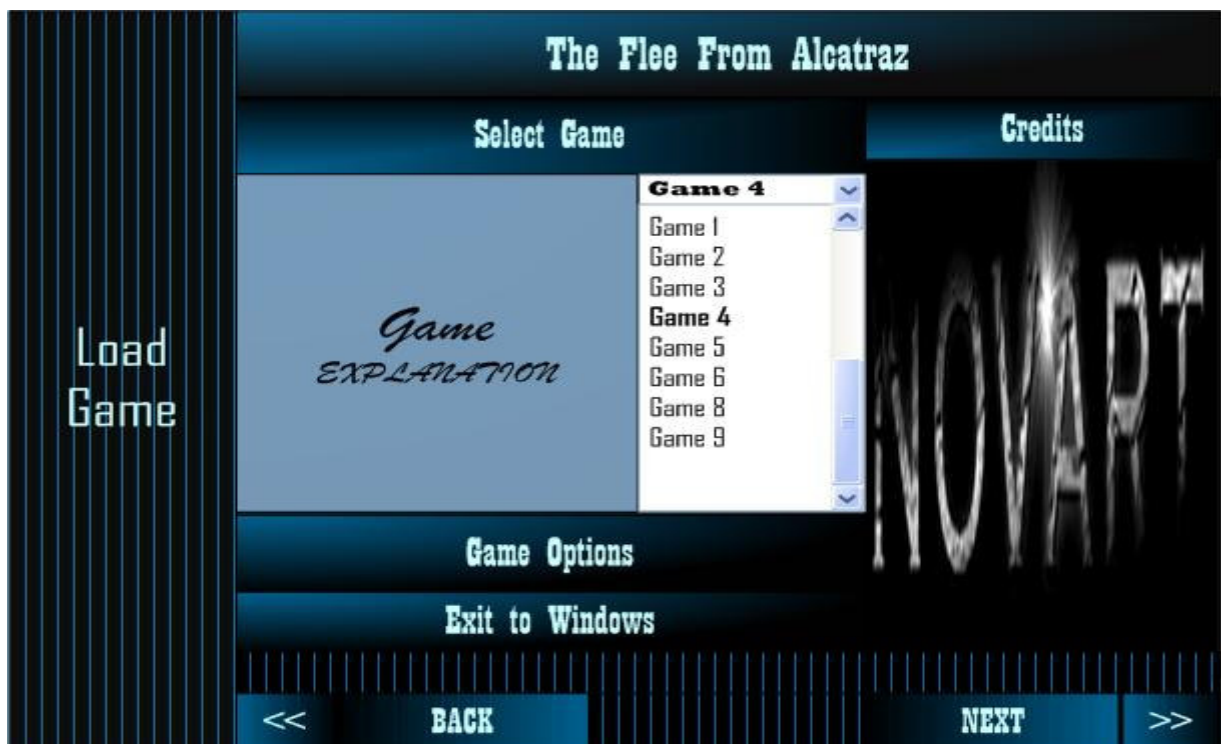 The Flee From Alcatraz
Select Game
Credits
Load
Game
Game
EXPLANATION
Game 4
Game 1
Game 2
Game 3
Game 4
Game 5
Game 6
Game 8
Game 9
NOVART
Game Options
Exit to Windows
<< BACK
NEXT >>